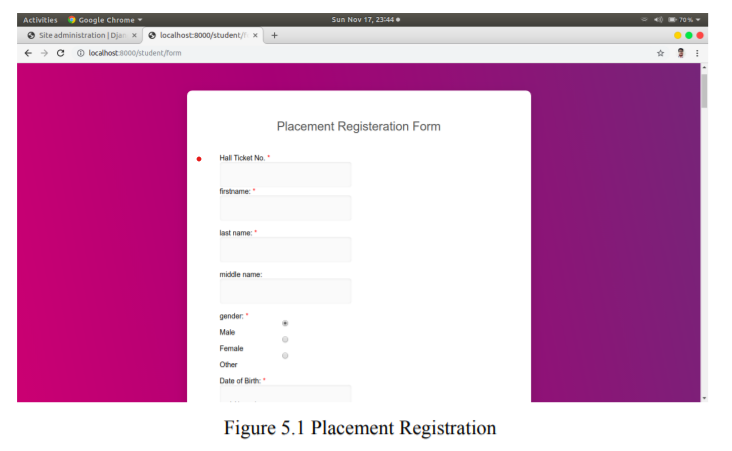 Activities Google Chrome ▾ Sun Nov 17, 23:44 70 %
Site administration | Djan × localhost:8000/student/f × +
localhost:8000/student/form
Placement Registeration Form
Hall Ticket No. *
firstname: *
last name: *
middle name:
gender: *
Male
Female
Other
Date of Birth: *
Figure 5.1 Placement Registration